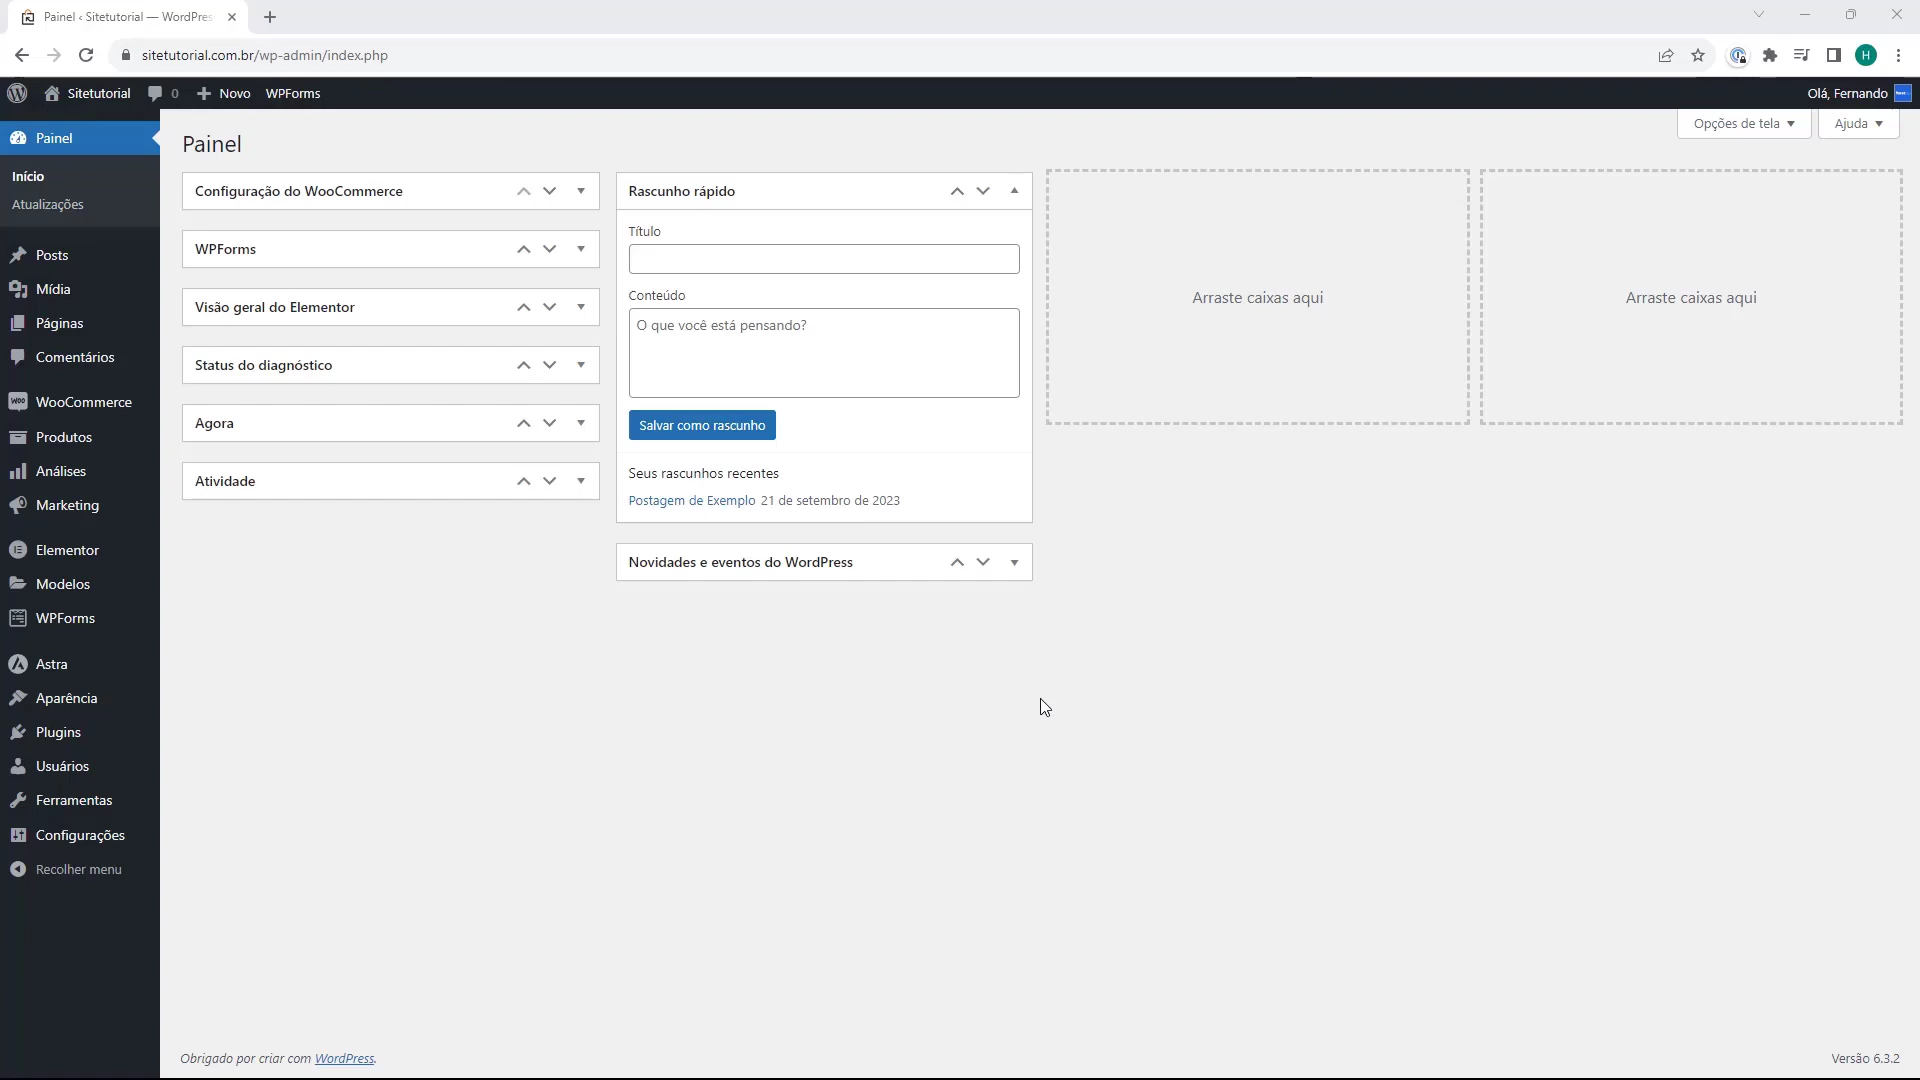 Painel ‹ Sitetutorial — WordPres
sitetutorial.com.br/wp-admin/index.php
H
Sitetutorial
0
Novo
WPForms
Olá, Fernando
Painel
Início
Atualizações
Posts
Mídia
Páginas
Comentários
WooCommerce
Produtos
Análises
Marketing
Elementor
Modelos
WPForms
Astra
Aparência
Plugins
Usuários
Ferramentas
Configurações
Recolher menu
Opções de tela
Ajuda
Painel
Configuração do WooCommerce
WPForms
Visão geral do Elementor
Status do diagnóstico
Agora
Atividade
Rascunho rápido
Título
Conteúdo
O que você está pensando?
Salvar como rascunho
Seus rascunhos recentes
Postagem de Exemplo 21 de setembro de 2023
Novidades e eventos do WordPress
Arraste caixas aqui
Arraste caixas aqui
Obrigado por criar com WordPress.
Versão 6.3.2